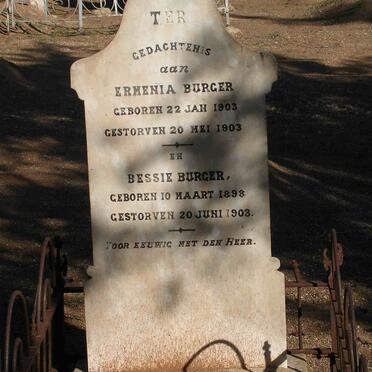 TER
GEDACHTENIS
aan
ERMENIA BURGER
GEBOREN 22 JAN 1903
GESTORVEN 20 MEI 1903
EN
BESSIE BURGER,
GEBOREN 10 MAART 1898
GESTORVEN 20 JUNI 1903.
VOOR EEUWIG MET DEN HEER.